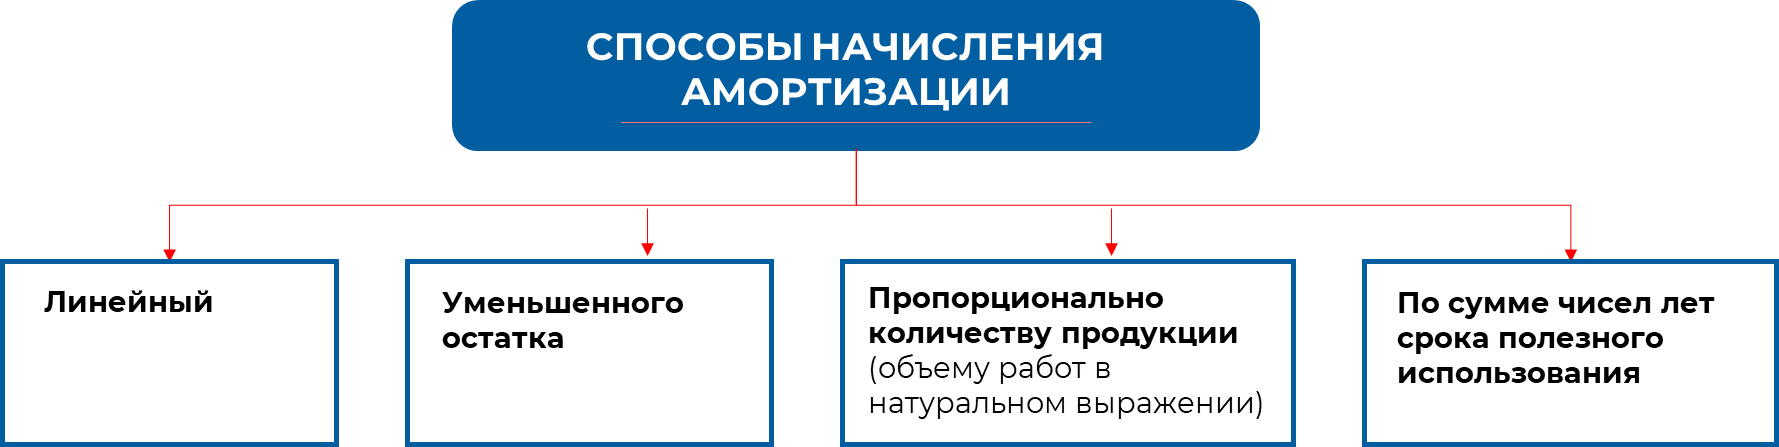 СПОСОБЫ НАЧИСЛЕНИЯ
АМОРТИЗАЦИИ
Линейный
Уменьшенного
остатка
Пропорционально
количеству продукции
(объему работ в
натуральном выражении)
По сумме чисел лет
срока полезного
использования